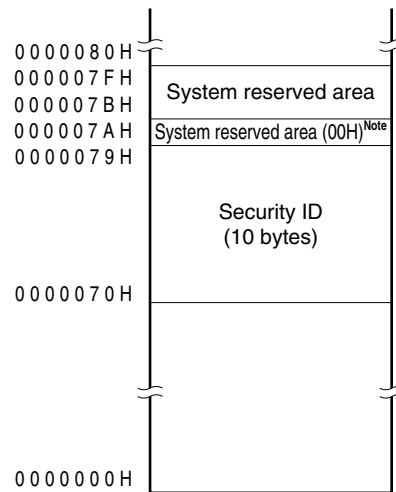 0000080H
000007FH
System reserved area
000007BH
000007AH System reserved area (00H)Note
0000079H
Security ID
(10 bytes)
0000070H
0000000H